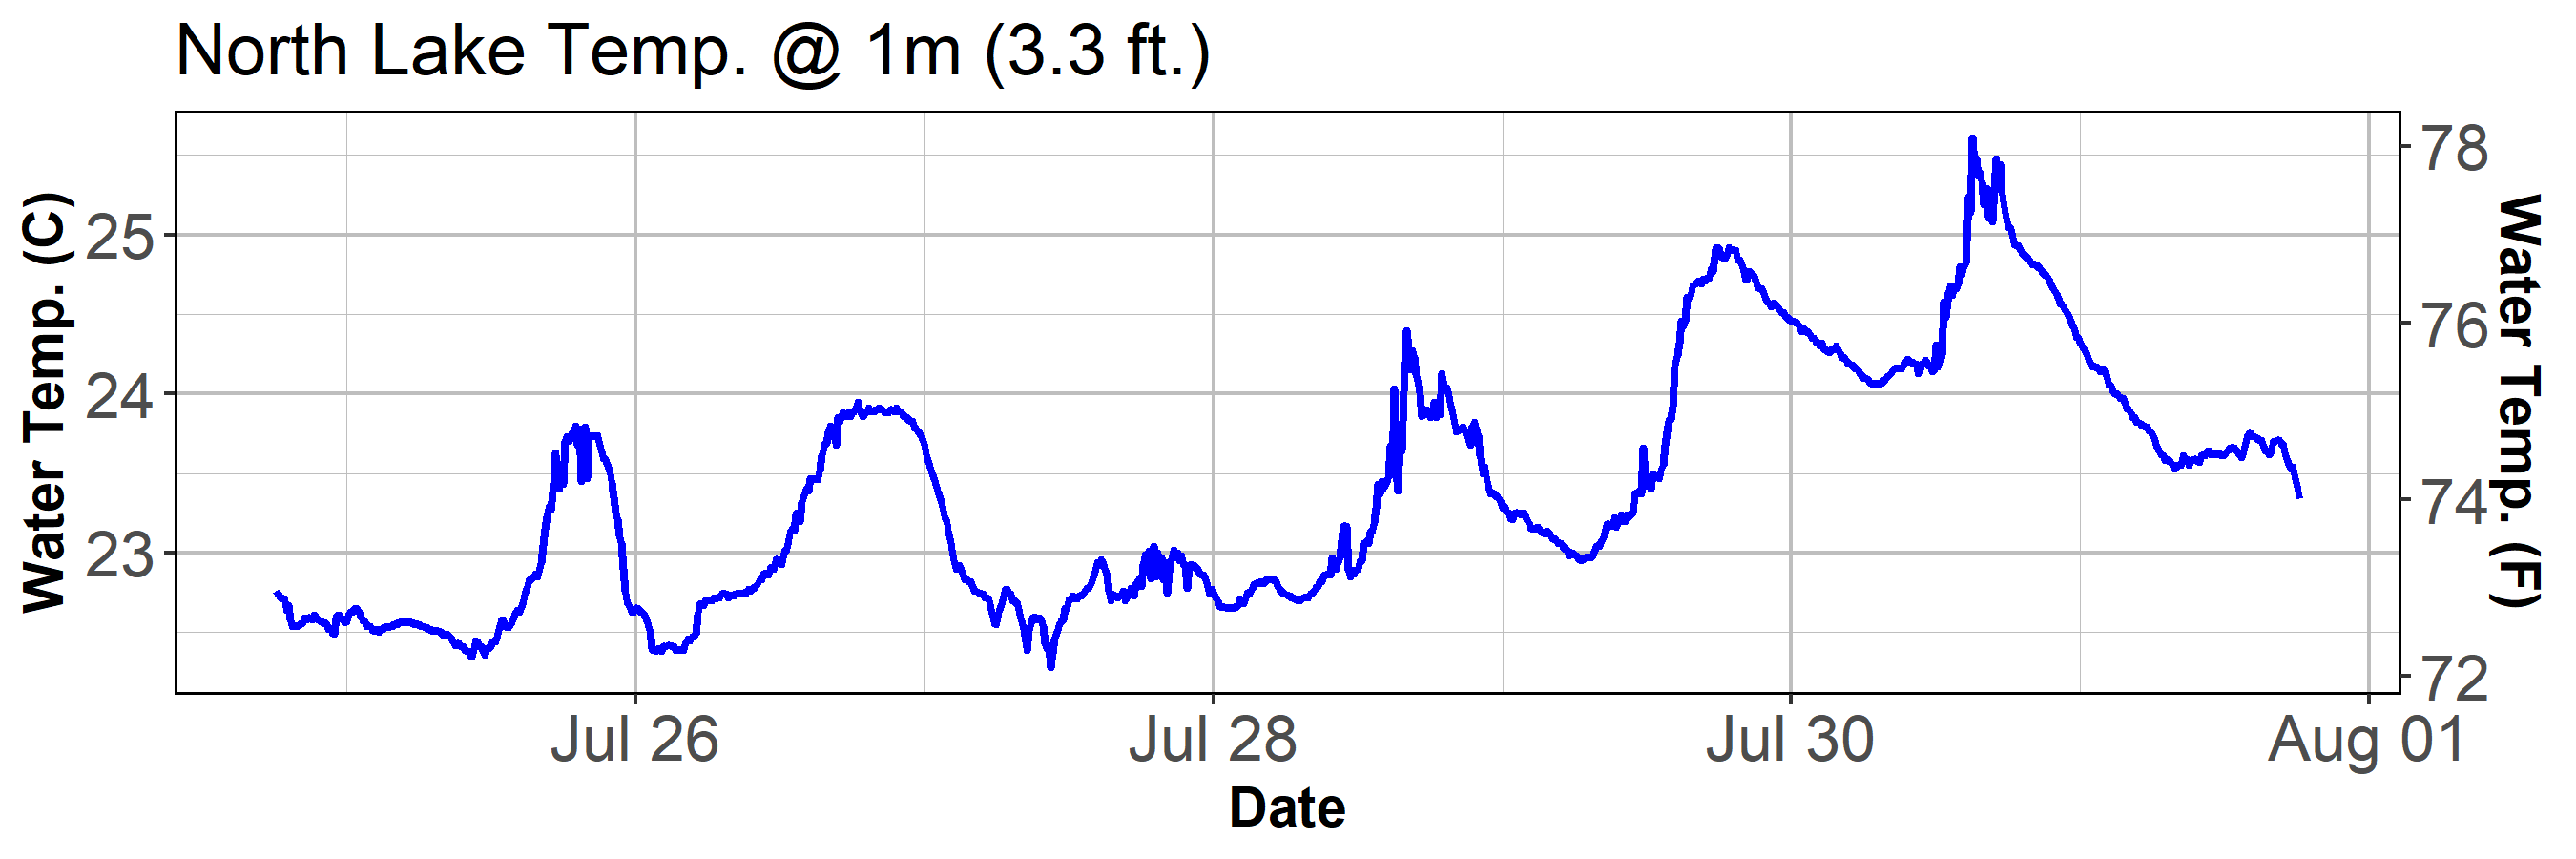 North Lake Temp. @ 1m (3.3 ft.)
Water Temp. (C)
25
24
23
78
76
74
72
Water Temp. (F)
Jul 26
Jul 28
Jul 30
Aug 01
Date